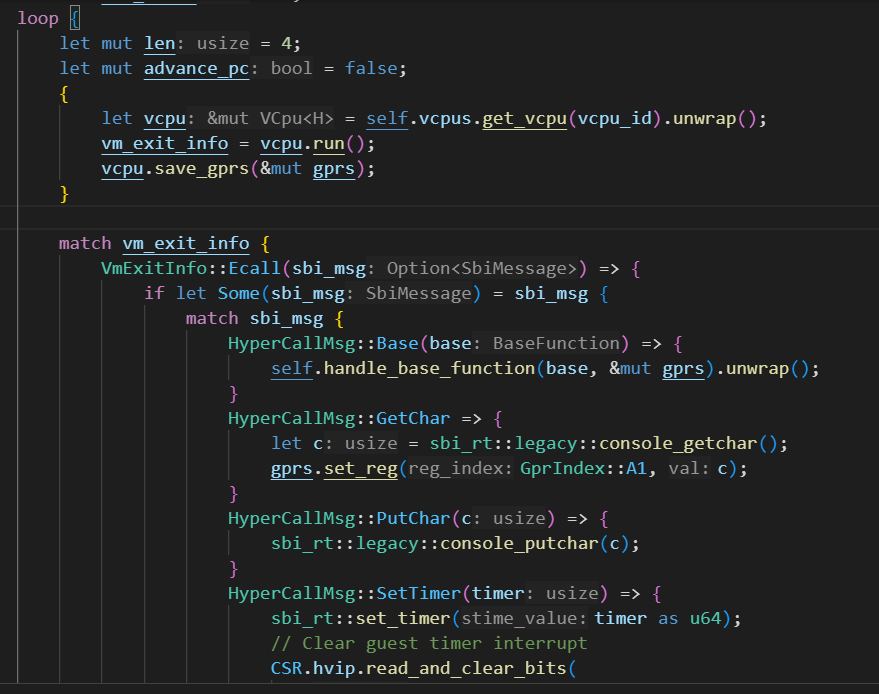 loop {
    let mut len: usize = 4;
    let mut advance_pc: bool = false;
    {
        let vcpu: &mut VCpu<H> = self.vcpus.get_vcpu(vcpu_id).unwrap();
        vm_exit_info = vcpu.run();
        vcpu.save_gprs(&mut gprs);
    }

    match vm_exit_info {
        VmExitInfo::Ecall(sbi_msg: Option<SbiMessage>) => {
            if let Some(sbi_msg: SbiMessage) = sbi_msg {
                match sbi_msg {
                    HyperCallMsg::Base(base: BaseFunction) => {
                        self.handle_base_function(base, &mut gprs).unwrap();
                    }
                    HyperCallMsg::GetChar => {
                        let c: usize = sbi_rt::legacy::console_getchar();
                        gprs.set_reg(reg_index: GprIndex::A1, val: c);
                    }
                    HyperCallMsg::PutChar(c: usize) => {
                        sbi_rt::legacy::console_putchar(c);
                    }
                    HyperCallMsg::SetTimer(timer: usize) => {
                        sbi_rt::set_timer(stime_value: timer as u64);
                        // Clear guest timer interrupt
                        CSR.hvip.read_and_clear_bits(